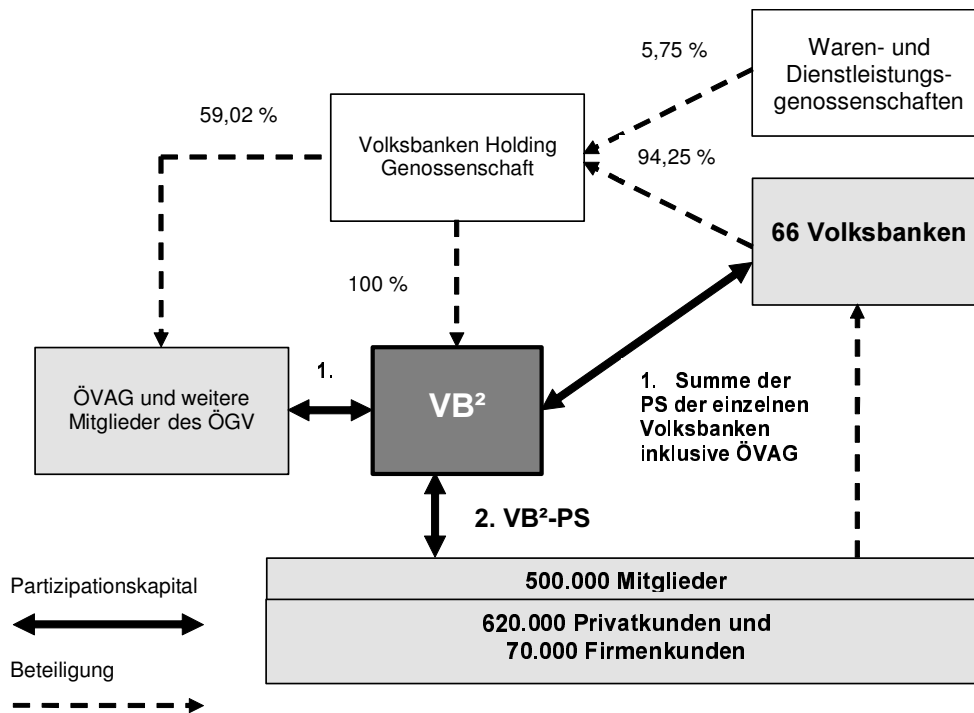 5,75 %
Waren- und
Dienstleistungs-
genossenschaften
59,02 %
Volksbanken Holding
Genossenschaft
94,25 %
66 Volksbanken
100 %
ÖVAG und weitere
Mitglieder des ÖGV
1.
VB²
1. Summe der
PS der einzelnen
Volksbanken
inklusive ÖVAG
2. VB²-PS
500.000 Mitglieder
620.000 Privatkunden und
70.000 Firmenkunden
Partizipationskapital
Beteiligung